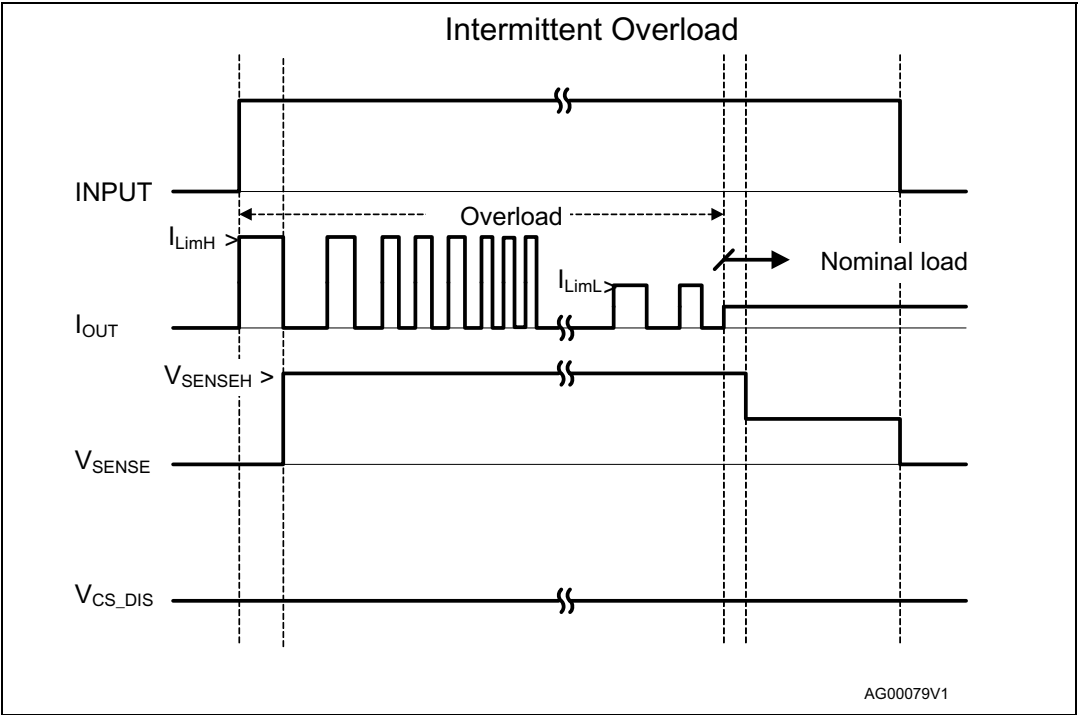 Intermittent Overload
INPUT
Overload
I_LimH >
Nominal load
I_LimL >
I_OUT
V_SENSEH >
V_SENSE
V_CS_DIS
AG00079V1